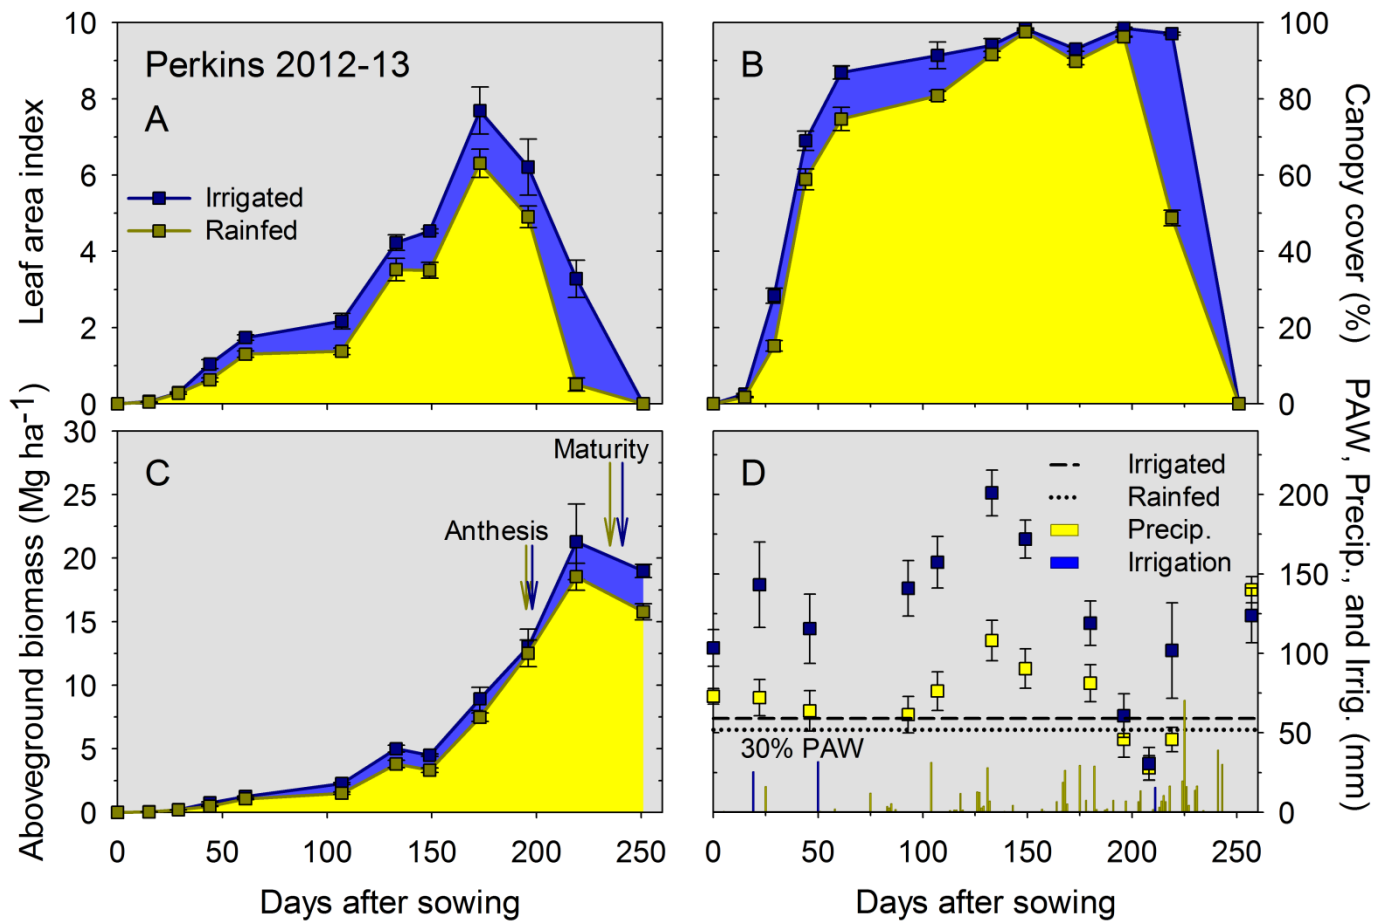 Perkins 2012-13
A
Irrigated
Rainfed
Leaf area index
10
8
6
4
2
0
B
Canopy cover (%)
100
80
60
40
20
0
C
Anthesis
Maturity
Aboveground biomass (Mg ha⁻¹)
30
25
20
15
10
5
0
0 50 100 150 200 250
Days after sowing
D
Irrigated
Rainfed
Precip.
Irrigation
30% PAW
PAW, Precip., and Irrig. (mm)
200
150
100
50
0
0 50 100 150 200 250
Days after sowing